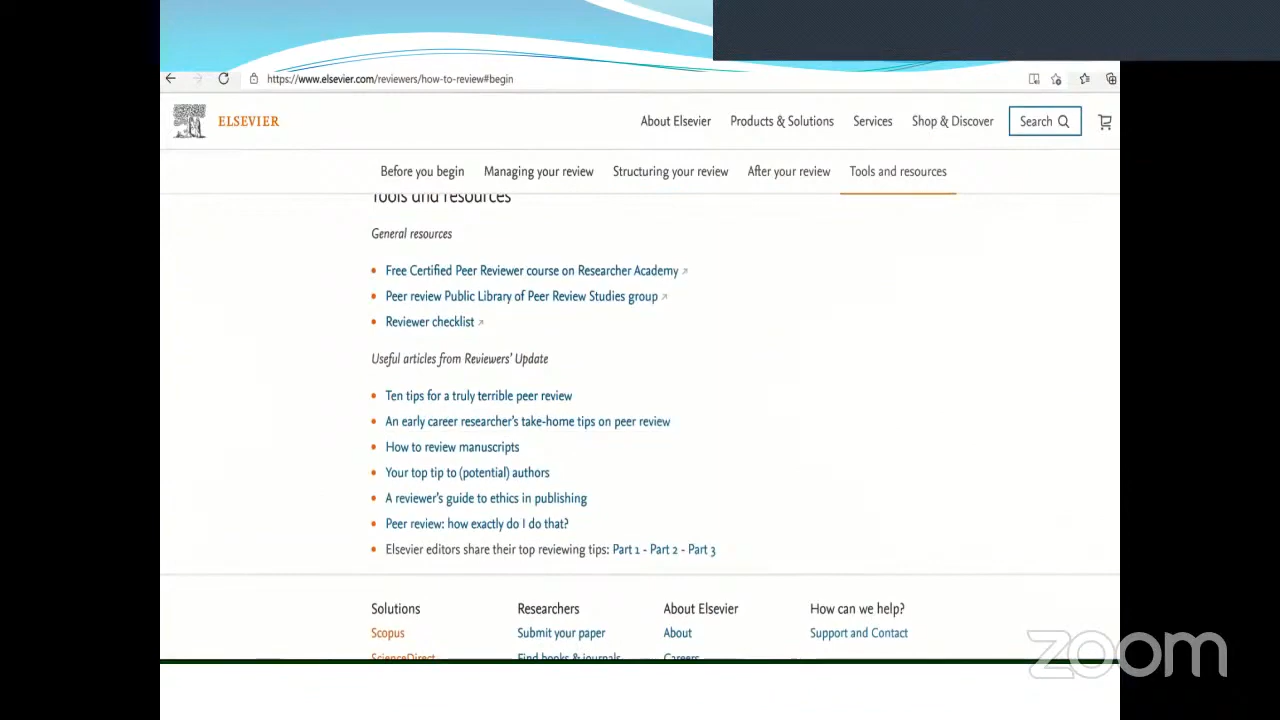 https://www.elsevier.com/reviewers/how-to-review#begin
ELSEVIER
About Elsevier Products & Solutions Services Shop & Discover Search
Before you begin Managing your review Structuring your review After your review Tools and resources
Tools and resources
General resources
Free Certified Peer Reviewer course on Researcher Academy
Peer review Public Library of Peer Review Studies group
Reviewer checklist
Useful articles from Reviewers' Update
Ten tips for a truly terrible peer review
An early career researcher's take-home tips on peer review
How to review manuscripts
Your top tip to (potential) authors
A reviewer's guide to ethics in publishing
Peer review: how exactly do I do that?
Elsevier editors share their top reviewing tips: Part 1 - Part 2 - Part 3
Solutions Researchers About Elsevier How can we help?
Scopus Submit your paper About Support and Contact
ScienceDirect Find books & journals Careers
zoom